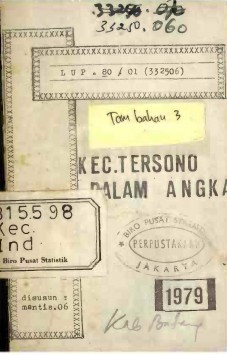 33250.060
L U P . 80 / 01 (332506)
Tam bahan 3
KEC.TERSONO
DALAM ANGKA
315.598
Kec.
Ind
Biro Pusat Statistik
BIRO PUSAT STATISTIK
PERPUSTAKAAN
JAKARTA
disusun :
mantis.06
1979
Kab Batang